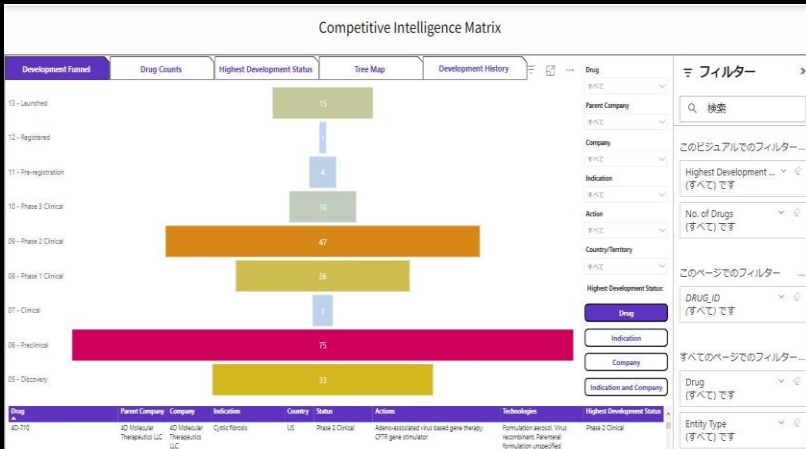 Competitive Intelligence Matrix
Development Funnel
Drug Counts
Highest Development Status
Tree Map
Development History
13 - Launched
15
12 - Registered
11 - Pre-registration
4
10 - Phase 3 Clinical
10
09 - Phase 2 Clinical
47
08 - Phase 1 Clinical
26
07 - Clinical
3
06 - Preclinical
75
05 - Discovery
33
Drug
すべて
Parent Company
すべて
Company
すべて
Indication
すべて
Action
すべて
Country/Territory
すべて
Highest Development Status:
Drug
Indication
Company
Indication and Company
フィルター
検索
このビジュアルでのフィルター...
Highest Development ...
(すべて) です
No. of Drugs
(すべて) です
このページでのフィルター ...
DRUG_ID
(すべて) です
すべてのページでのフィルター...
Drug
(すべて) です
Entity Type
(すべて) です
Drug Parent Company Company Indication Country Status Actions Technologies Highest Development Status
4D-710 4D Molecular 4D Molecular Cystic fibrosis US Phase 2 Clinical Adeno-associated virus based gene therapy, Formulation aerosol, Virus Phase 2 Clinical
Therapeutics LLC Therapeutics CFTR gene stimulator recombinant, Parenteral
LLC formulation unspecified